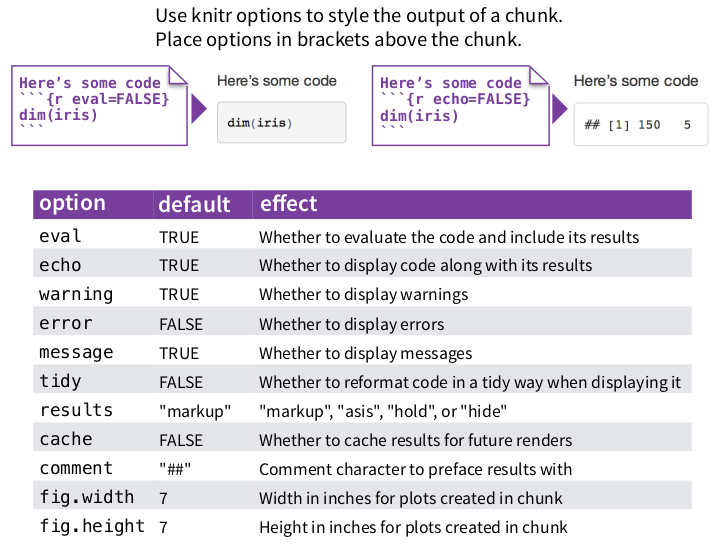 Use knitr options to style the output of a chunk.
Place options in brackets above the chunk.
Here's some code
```{r eval=FALSE}
dim(iris)
```
Here's some code
dim(iris)
Here's some code
```{r echo=FALSE}
dim(iris)
```
Here's some code
## [1] 150   5
option default effect
eval TRUE Whether to evaluate the code and include its results
echo TRUE Whether to display code along with its results
warning TRUE Whether to display warnings
error FALSE Whether to display errors
message TRUE Whether to display messages
tidy FALSE Whether to reformat code in a tidy way when displaying it
results "markup" "markup", "asis", "hold", or "hide"
cache FALSE Whether to cache results for future renders
comment "##" Comment character to preface results with
fig.width 7 Width in inches for plots created in chunk
fig.height 7 Height in inches for plots created in chunk